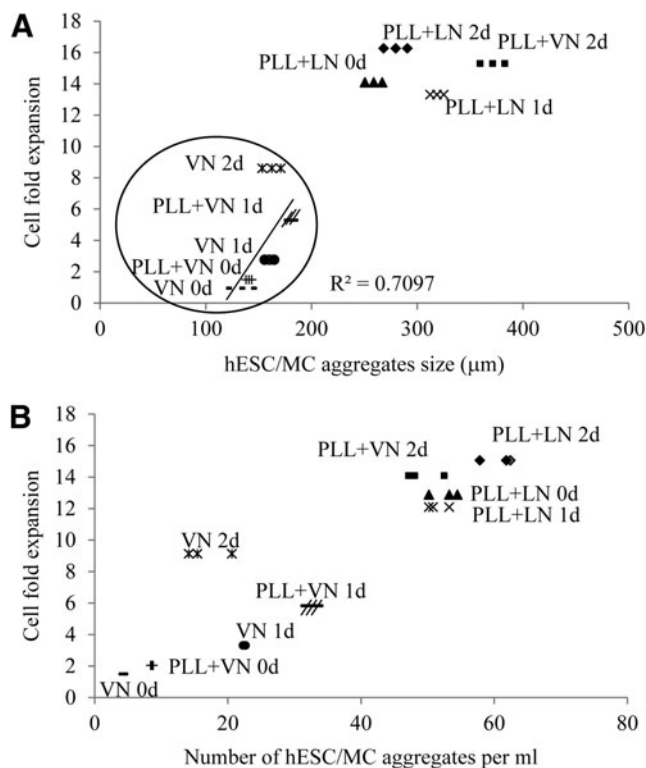 A
18
16
14
12
10
8
6
4
2
0
Cell fold expansion
PLL+LN 2d
PLL+VN 2d
PLL+LN 0d
PLL+LN 1d
VN 2d
PLL+VN 1d
VN 1d
PLL+VN 0d
VN 0d
R² = 0.7097
0 100 200 300 400 500
hESC/MC aggregates size (μm)
B
18
16
14
12
10
8
6
4
2
0
Cell fold expansion
PLL+LN 2d
PLL+VN 2d
PLL+LN 0d
PLL+LN 1d
VN 2d
PLL+VN 1d
VN 1d
PLL+VN 0d
VN 0d
0 20 40 60 80
Number of hESC/MC aggregates per ml